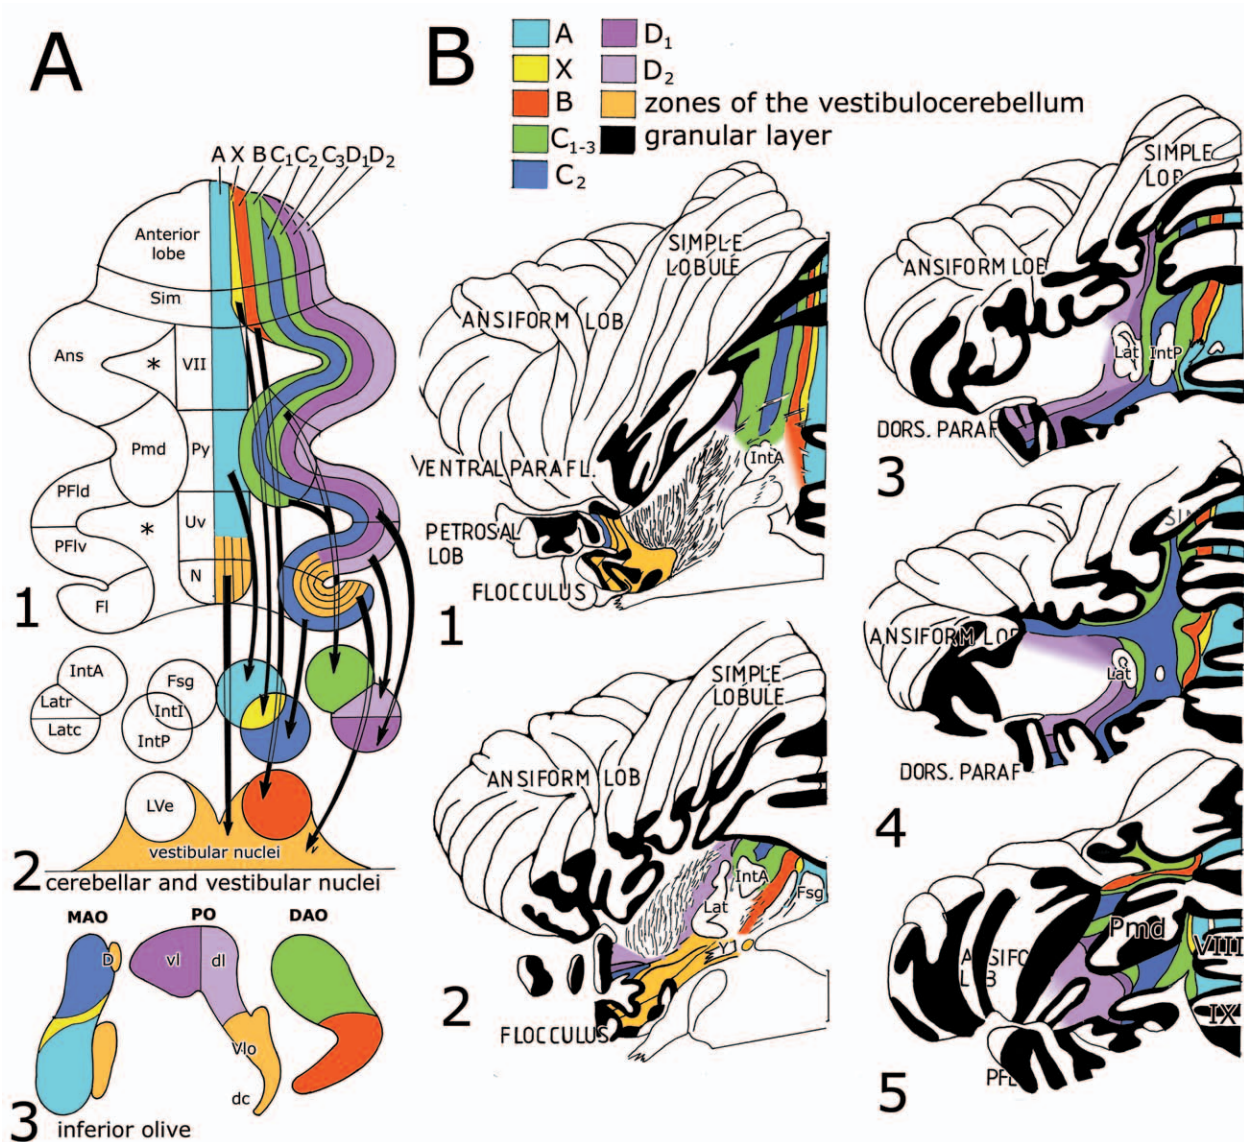 A
B
A
X
B
C1-3
C2
D1
D2
zones of the vestibulocerebellum
granular layer
A X B C1 C2 C3 D1 D2
Anterior
lobe
Sim
Ans
*
VII
Pmd
Py
PFld
Uv
*
PFlv
N
Fl
1
IntA
Fsg
Latr
IntI
Latc
IntP
LVe
vestibular nuclei
2
cerebellar and vestibular nuclei
MAO
PO
DAO
D
vl
dl
Vlo
dc
3
inferior olive
SIMPLE
LOBULE
ANSIFORM LOB
VENTRAL PARAFL.
IntA
PETROSAL
LOB
FLOCCULUS
1
SIMPLE
LOBULE
ANSIFORM LOB
IntA
Fsg
Lat
Y
2
FLOCCULUS
SIMPLE
LOB
ANSIFORM LOB
Lat
IntP
DORS. PARAF
3
ANSIFORM LOB
Lat
DORS. PARAF
4
Pmd
VIII
IX
5